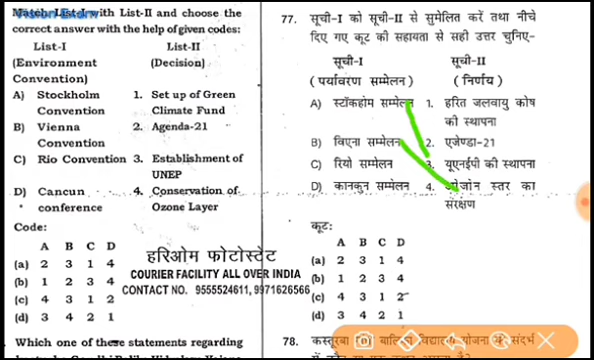 Match List-I with List-II and choose the
correct answer with the help of given codes:
List-I List-II
(Environment (Decision)
Convention)
A) Stockholm 1. Set up of Green
Convention Climate Fund
B) Vienna 2. Agenda-21
Convention
C) Rio Convention 3. Establishment of
UNEP
D) Cancun 4. Conservation of
conference Ozone Layer
Code:
A B C D
(a) 2 3 1 4
(b) 1 2 3 4
(c) 4 3 1 2
(d) 3 4 2 1
Which one of these statements regarding
77. सूची-I को सूची-II से सुमेलित करें तथा नीचे
दिए गए कूट की सहायता से सही उत्तर चुनिए-
सूची-I सूची-II
(पर्यावरण सम्मेलन) (निर्णय)
A) स्टॉकहोम सम्मेलन 1. हरित जलवायु कोष
की स्थापना
B) विएना सम्मेलन 2. एजेण्डा-21
C) रियो सम्मेलन 3. यूएनईपी की स्थापना
D) कानकुन सम्मेलन 4. ओजोन स्तर का
संरक्षण
कूट:
A B C D
(a) 2 3 1 4
(b) 1 2 3 4
(c) 4 3 1 2
(d) 3 4 2 1
78. कस्तूरबा गांधी बालिका विद्यालय योजना के संदर्भ
हरिओम फोटोस्टेट
COURIER FACILITY ALL OVER INDIA
CONTACT NO. 9555524611, 9971626566